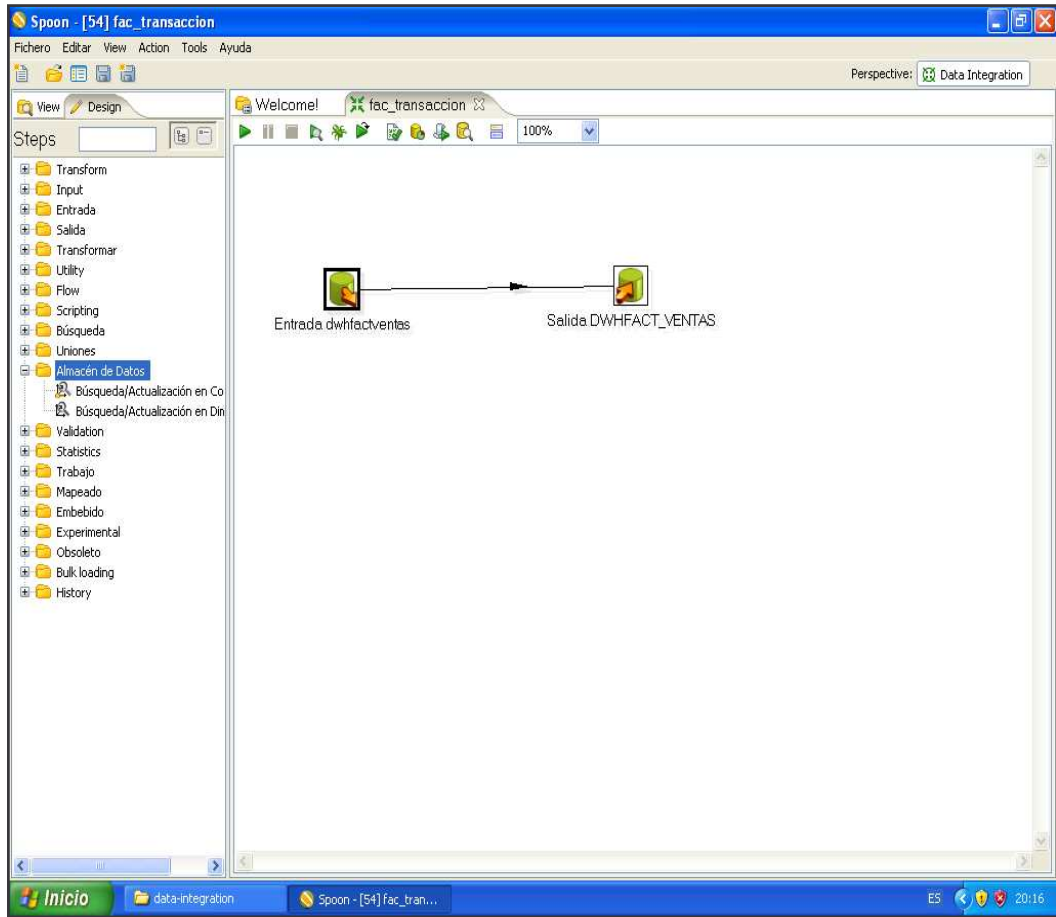 Spoon - [54] fac_transaccion
Fichero Editar View Action Tools Ayuda
Perspective: Data Integration
View Design
Welcome! fac_transaccion
Steps
100%
Transform
Input
Entrada
Salida
Transformar
Utility
Flow
Scripting
Búsqueda
Uniones
Almacén de Datos
Búsqueda/Actualización en Co
Búsqueda/Actualización en Din
Validation
Statistics
Trabajo
Mapeado
Embebido
Experimental
Obsoleto
Bulk loading
History
Entrada dwhfactventas
Salida DWHFACT_VENTAS
Inicio
data-integration
Spoon - [54] fac_tran...
ES
20:16